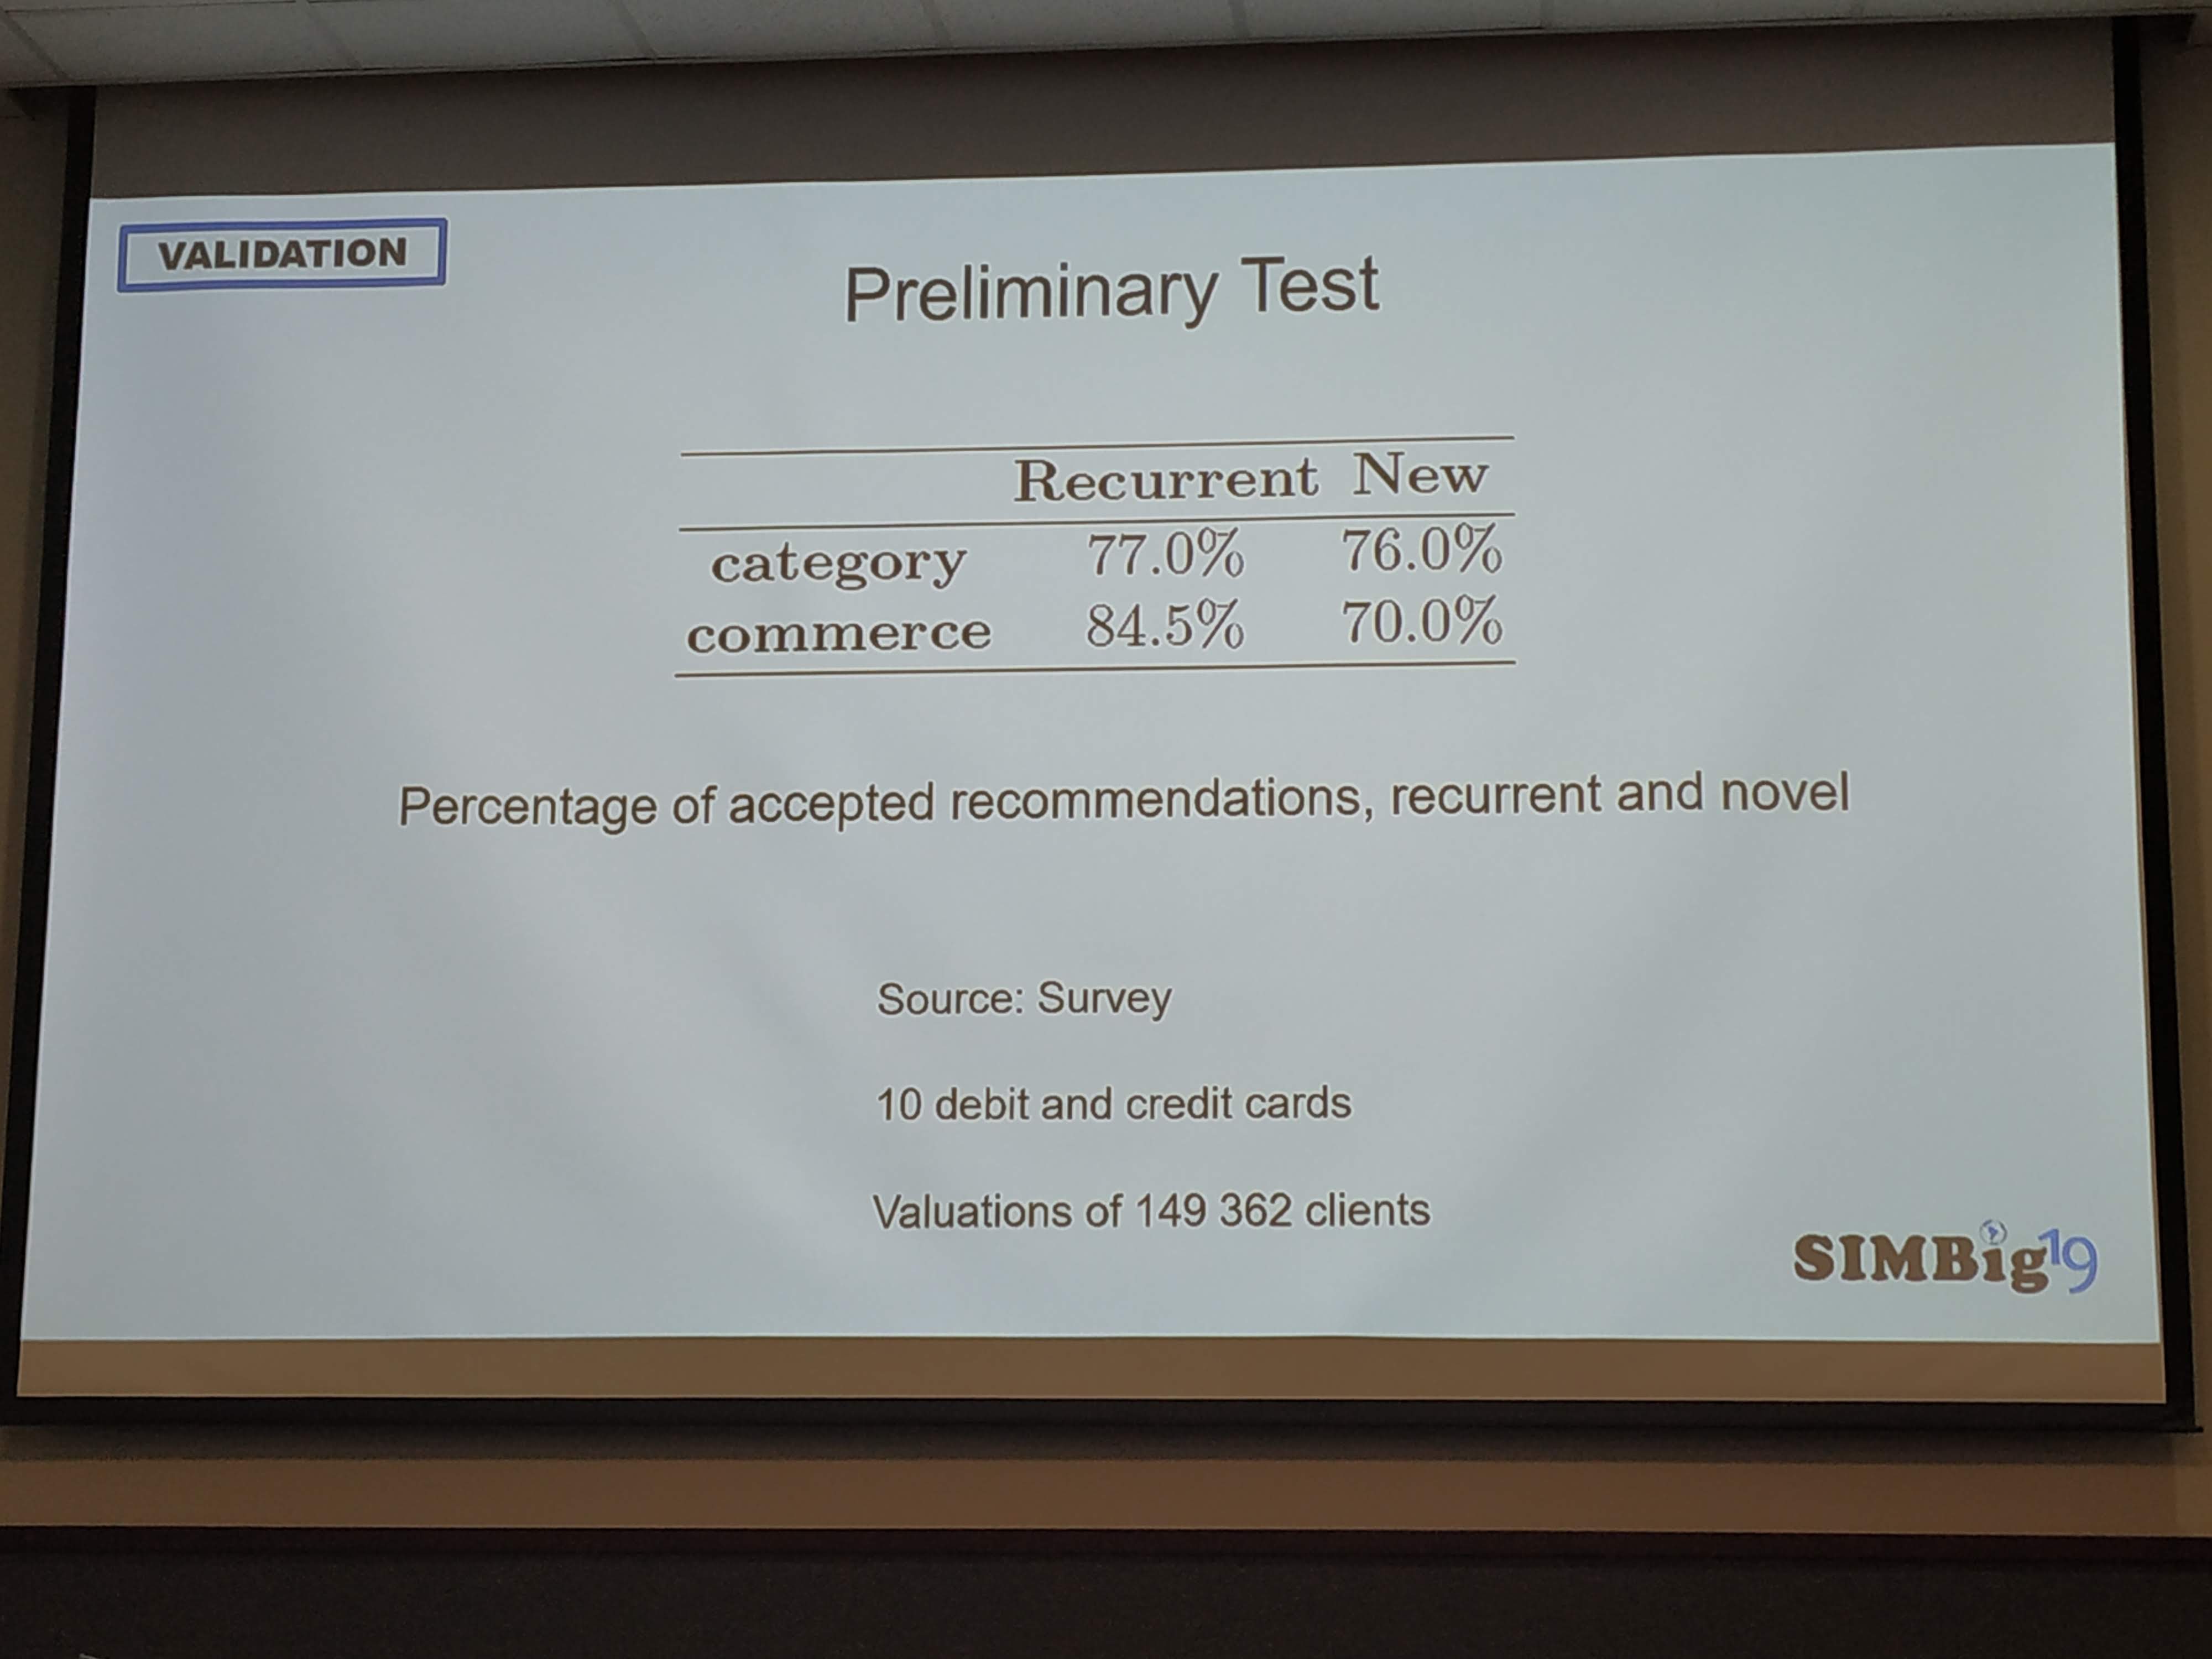 VALIDATION
Preliminary Test
Recurrent New
category 77.0% 76.0%
commerce 84.5% 70.0%
Percentage of accepted recommendations, recurrent and novel
Source: Survey
10 debit and credit cards
Valuations of 149 362 clients
SIMBig19